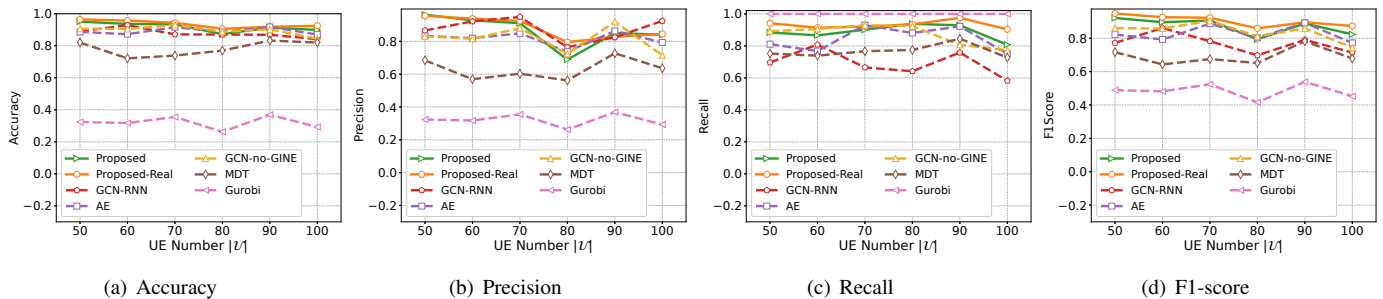 1.0
0.8
0.6
0.4
0.2
0.0
−0.2
Accuracy
50 60 70 80 90 100
UE Number |𝒰|
Proposed
Proposed-Real
GCN-RNN
AE
GCN-no-GINE
MDT
Gurobi
(a) Accuracy
0.8
0.6
0.4
0.2
0.0
−0.2
Precision
50 60 70 80 90 100
UE Number |𝒰|
Proposed
Proposed-Real
GCN-RNN
AE
GCN-no-GINE
MDT
Gurobi
(b) Precision
1.0
0.8
0.6
0.4
0.2
0.0
−0.2
Recall
50 60 70 80 90 100
UE Number |𝒰|
Proposed
Proposed-Real
GCN-RNN
AE
GCN-no-GINE
MDT
Gurobi
(c) Recall
0.8
0.6
0.4
0.2
0.0
−0.2
F1Score
50 60 70 80 90 100
UE Number |𝒰|
Proposed
Proposed-Real
GCN-RNN
AE
GCN-no-GINE
MDT
Gurobi
(d) F1-score